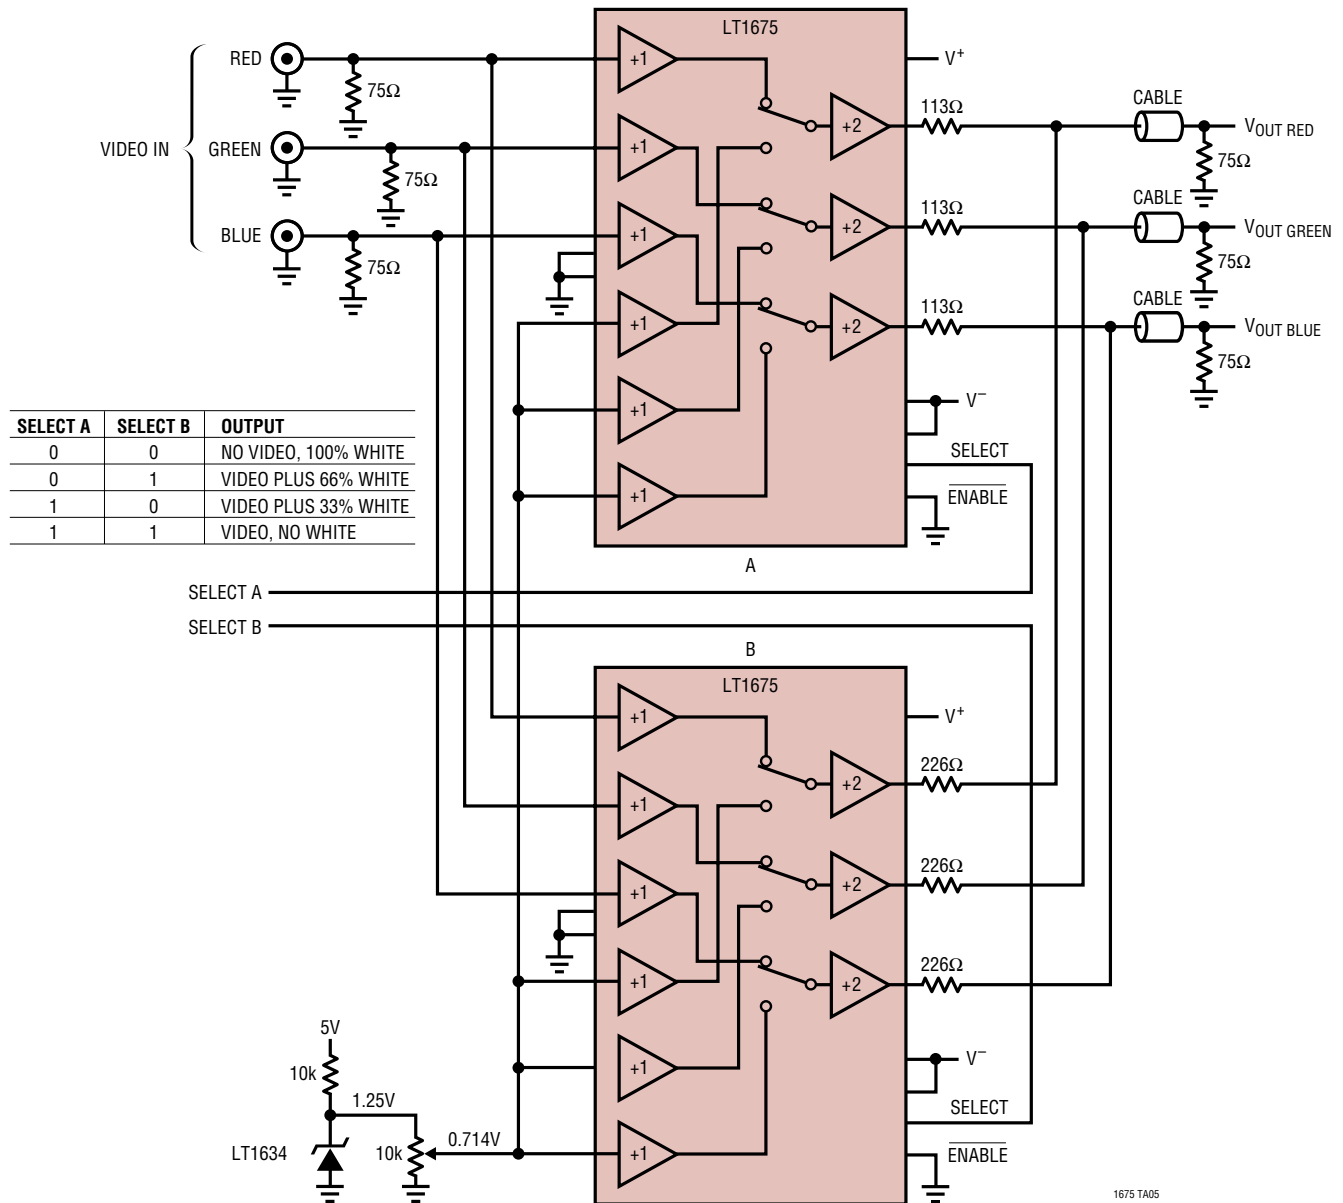 LT1675
RED
+1
V+
75Ω
CABLE
113Ω
+2
VOUT RED
VIDEO IN
GREEN
+1
75Ω
75Ω
CABLE
113Ω
+2
VOUT GREEN
BLUE
+1
75Ω
75Ω
CABLE
113Ω
+2
VOUT BLUE
+1
75Ω
V−
+1
SELECT A SELECT B OUTPUT
0 0 NO VIDEO, 100% WHITE
0 1 VIDEO PLUS 66% WHITE
1 0 VIDEO PLUS 33% WHITE
1 1 VIDEO, NO WHITE
SELECT
+1
ENABLE
A
SELECT A
SELECT B
B
LT1675
+1
V+
226Ω
+2
+1
226Ω
+2
+1
226Ω
+2
+1
5V
10k
V−
+1
1.25V
SELECT
LT1634
10k
0.714V
+1
ENABLE
1675 TA05